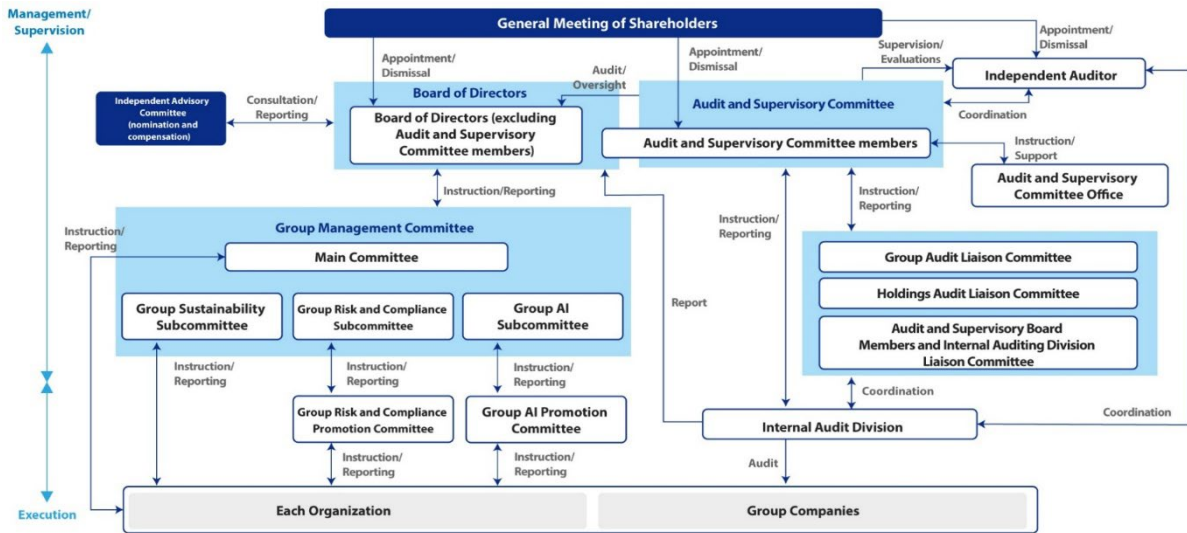 Management/
Supervision
General Meeting of Shareholders
Appointment/
Dismissal
Appointment/
Dismissal
Supervision/
Evaluations
Appointment/
Dismissal
Independent Auditor
Audit/
Oversight
Board of Directors
Audit and Supervisory Committee
Independent Advisory
Committee
(nomination and
compensation)
Consultation/
Reporting
Board of Directors (excluding
Audit and Supervisory
Committee members)
Coordination
Audit and Supervisory Committee members
Instruction/
Support
Audit and Supervisory
Committee Office
Instruction/Reporting
Instruction/
Reporting
Instruction/
Reporting
Instruction/
Reporting
Group Management Committee
Main Committee
Group Audit Liaison Committee
Holdings Audit Liaison Committee
Audit and Supervisory Board
Members and Internal Auditing Division
Liaison Committee
Group Sustainability
Subcommittee
Group Risk and Compliance
Subcommittee
Group AI
Subcommittee
Report
Instruction/
Reporting
Instruction/
Reporting
Instruction/
Reporting
Coordination
Group Risk and Compliance
Promotion Committee
Group AI Promotion
Committee
Internal Audit Division
Coordination
Instruction/
Reporting
Instruction/
Reporting
Audit
Execution
Each Organization
Group Companies